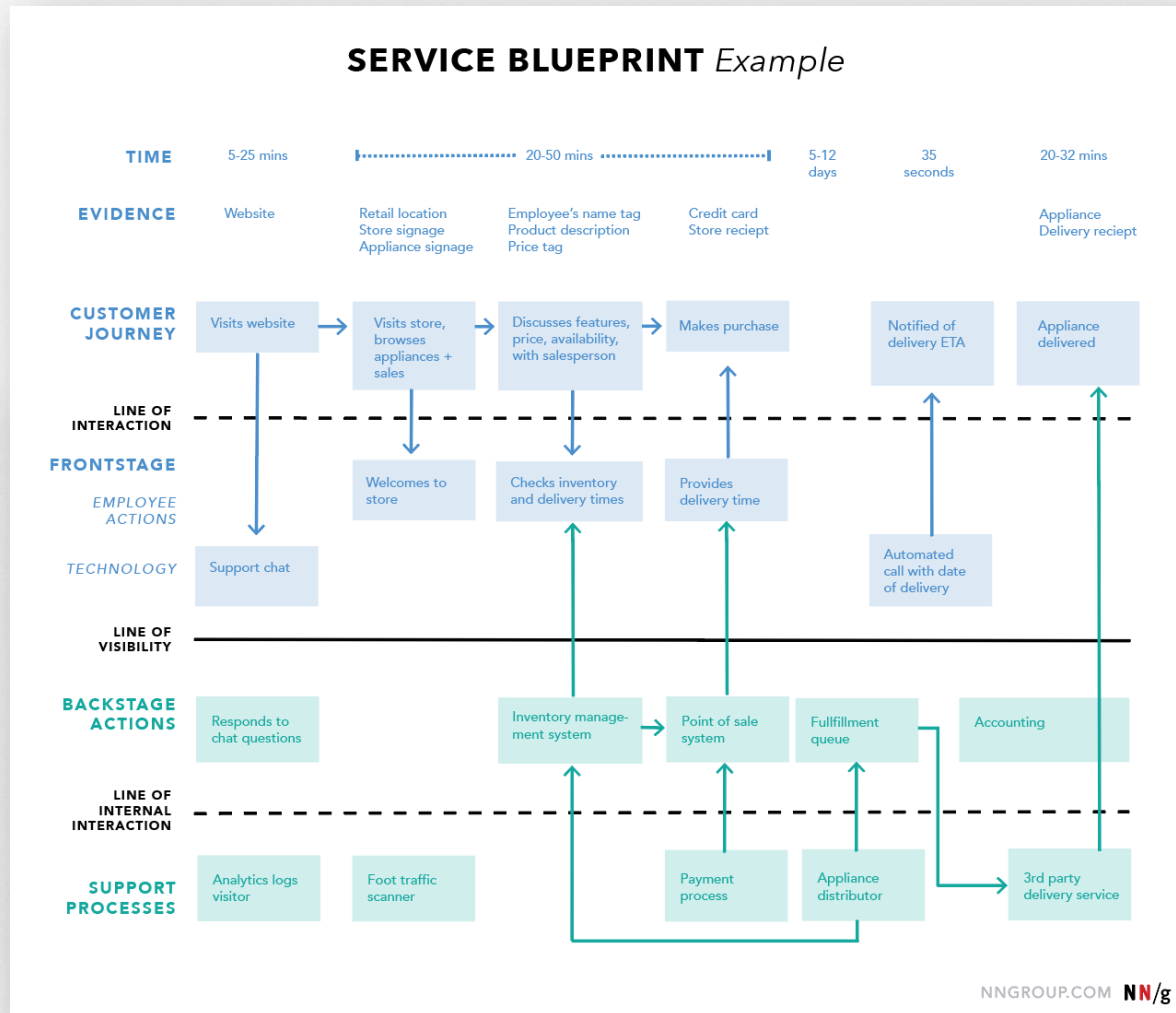 SERVICE BLUEPRINT Example
TIME
5-25 mins
20-50 mins
5-12
days
35
seconds
20-32 mins
EVIDENCE
Website
Retail location
Store signage
Appliance signage
Employee's name tag
Product description
Price tag
Credit card
Store reciept
Appliance
Delivery reciept
CUSTOMER
JOURNEY
Visits website
Visits store,
browses
appliances +
sales
Discusses features,
price, availability,
with salesperson
Makes purchase
Notified of
delivery ETA
Appliance
delivered
LINE OF
INTERACTION
FRONTSTAGE
EMPLOYEE
ACTIONS
Welcomes to
store
Checks inventory
and delivery times
Provides
delivery time
TECHNOLOGY
Support chat
Automated
call with date
of delivery
LINE OF
VISIBILITY
BACKSTAGE
ACTIONS
Responds to
chat questions
Inventory manage-
ment system
Point of sale
system
Fullfillment
queue
Accounting
LINE OF
INTERNAL
INTERACTION
SUPPORT
PROCESSES
Analytics logs
visitor
Foot traffic
scanner
Payment
process
Appliance
distributor
3rd party
delivery service
NNGROUP.COM NN/g